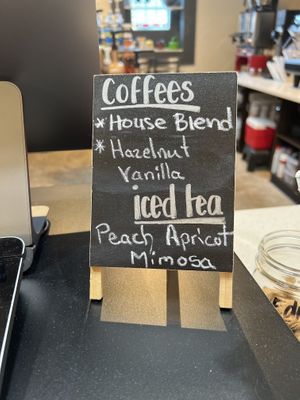 Coffees
* House Blend
* Hazelnut
Vanilla
iced tea
Peach Apricot
Mimosa